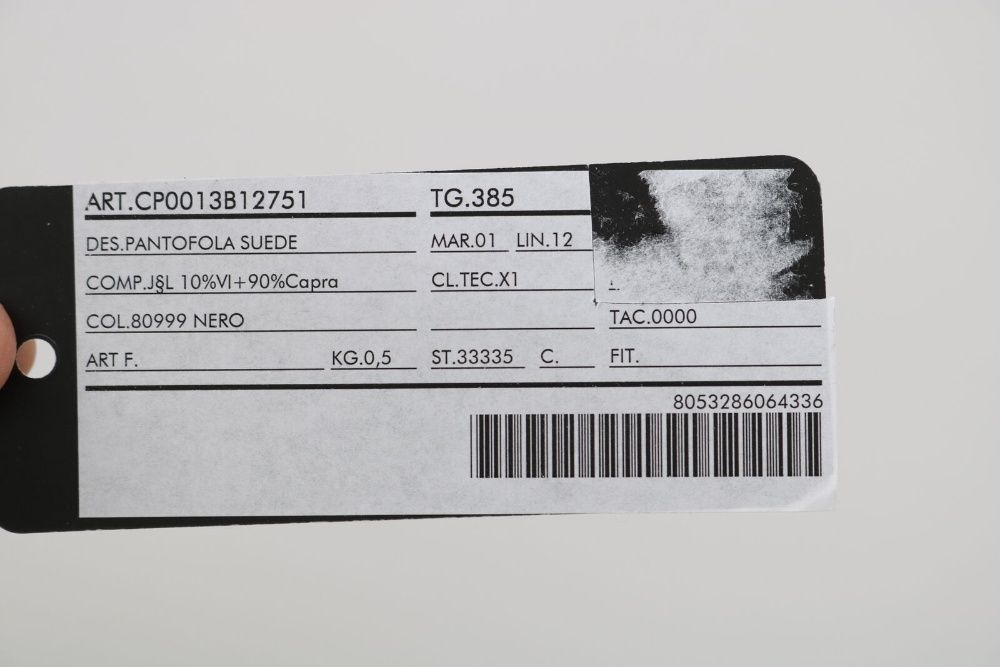 ART.CP0013B12751 TG.385
DES.PANTOFOLA SUEDE MAR.01 LIN.12
COMP.J§L 10%VI+90%Capra CL.TEC.X1
COL.80999 NERO TAC.0000
ART F. KG.0,5 ST.33335 C. FIT.
8053286064336